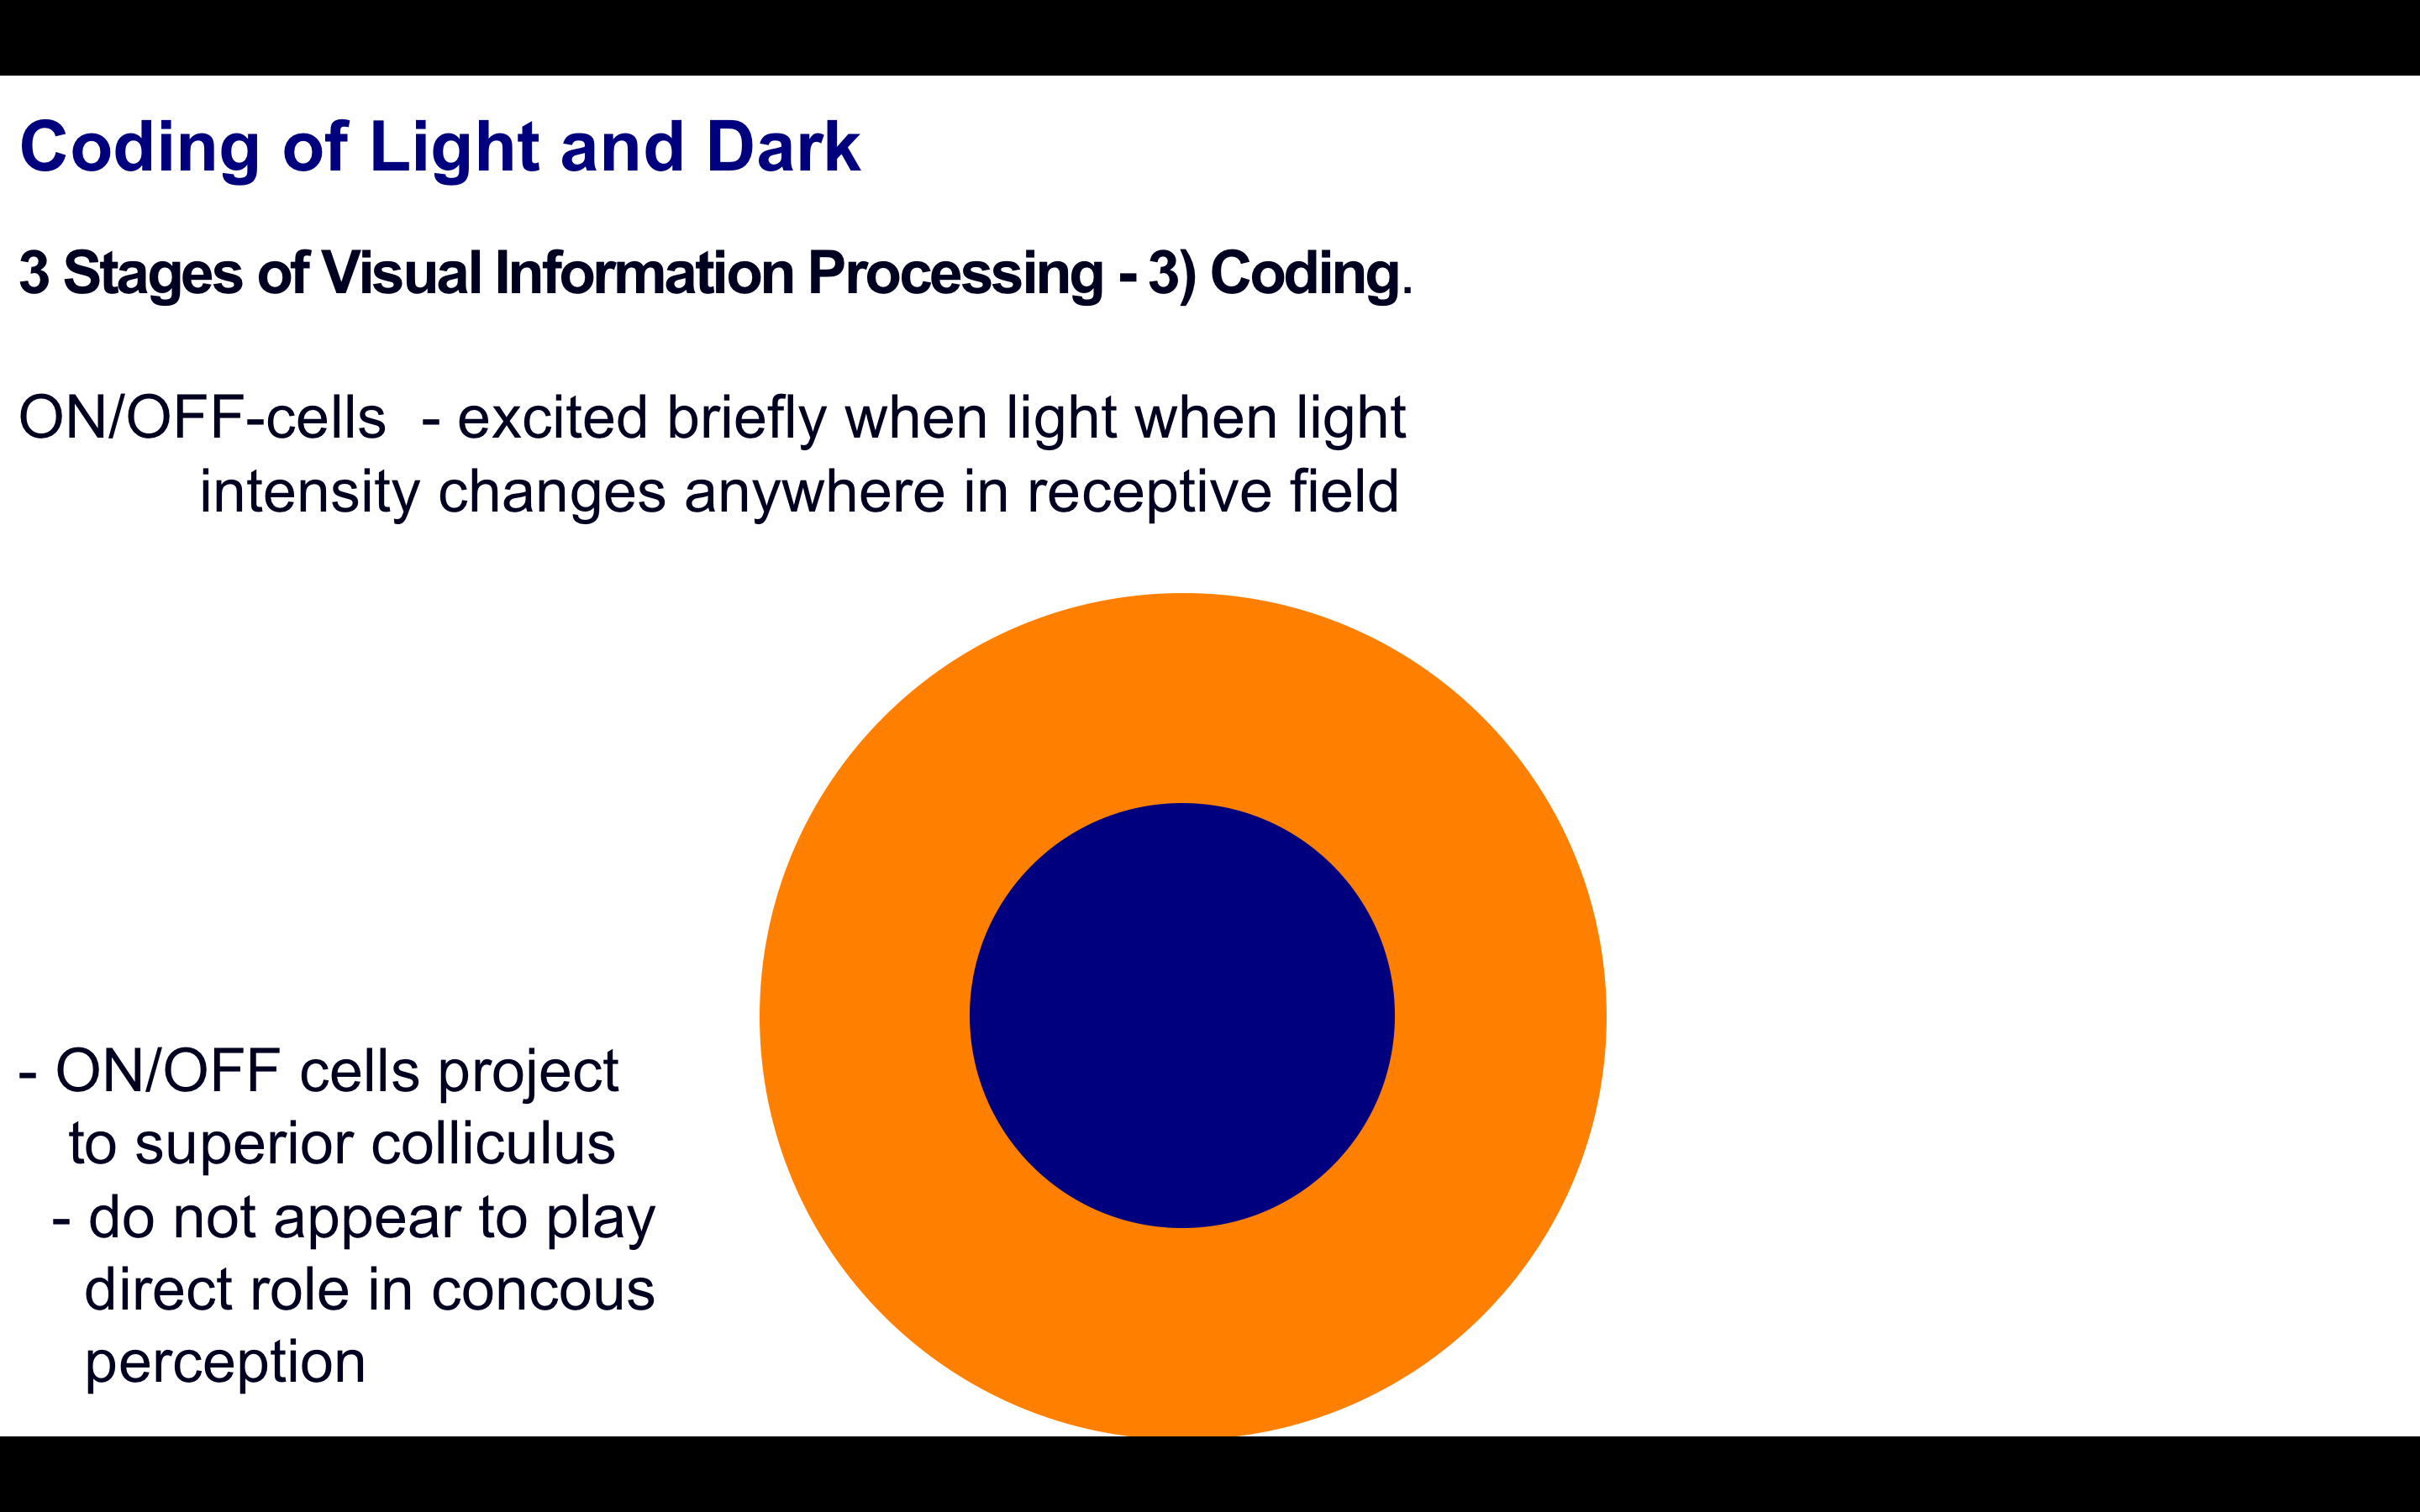 Coding of Light and Dark
3 Stages of Visual Information Processing - 3) Coding.
ON/OFF-cells - excited briefly when light when light
intensity changes anywhere in receptive field
- ON/OFF cells project
to superior colliculus
- do not appear to play
direct role in concous
perception